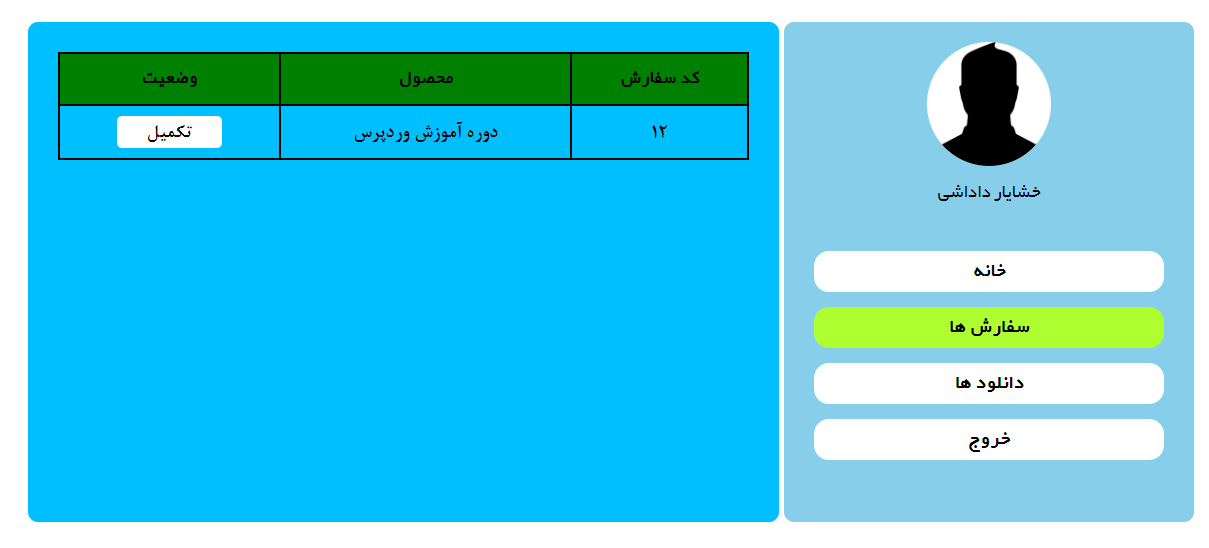 خشایار داداشی
خانه
سفارش ها
دانلود ها
خروج
کد سفارش محصول وضعیت
۱۲ دوره آموزش وردپرس تکمیل